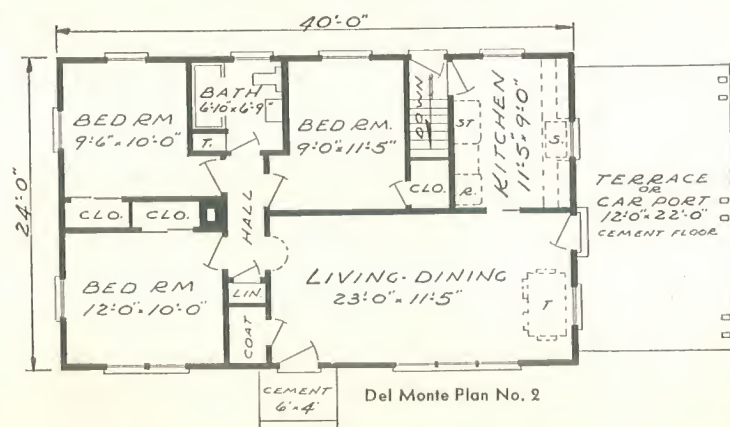 40'-0"
24'-0"
BED RM
9'-6" x 10'-0"
BATH
6'-10" x 6'-9"
T.
BED RM.
9'-0" x 11'-5"
DOWN
ST
R.
KITCHEN
11'-5" x 9'-0"
S.
TERRACE
OR
CAR PORT
12'-0" x 22'-0"
CEMENT FLOOR
CLO.
CLO.
CLO.
HALL
BED RM
12'-0" x 10'-0"
LIN.
COAT
LIVING-DINING
23'-0" x 11'-5"
T
CEMENT
6' x 4'
Del Monte Plan No. 2